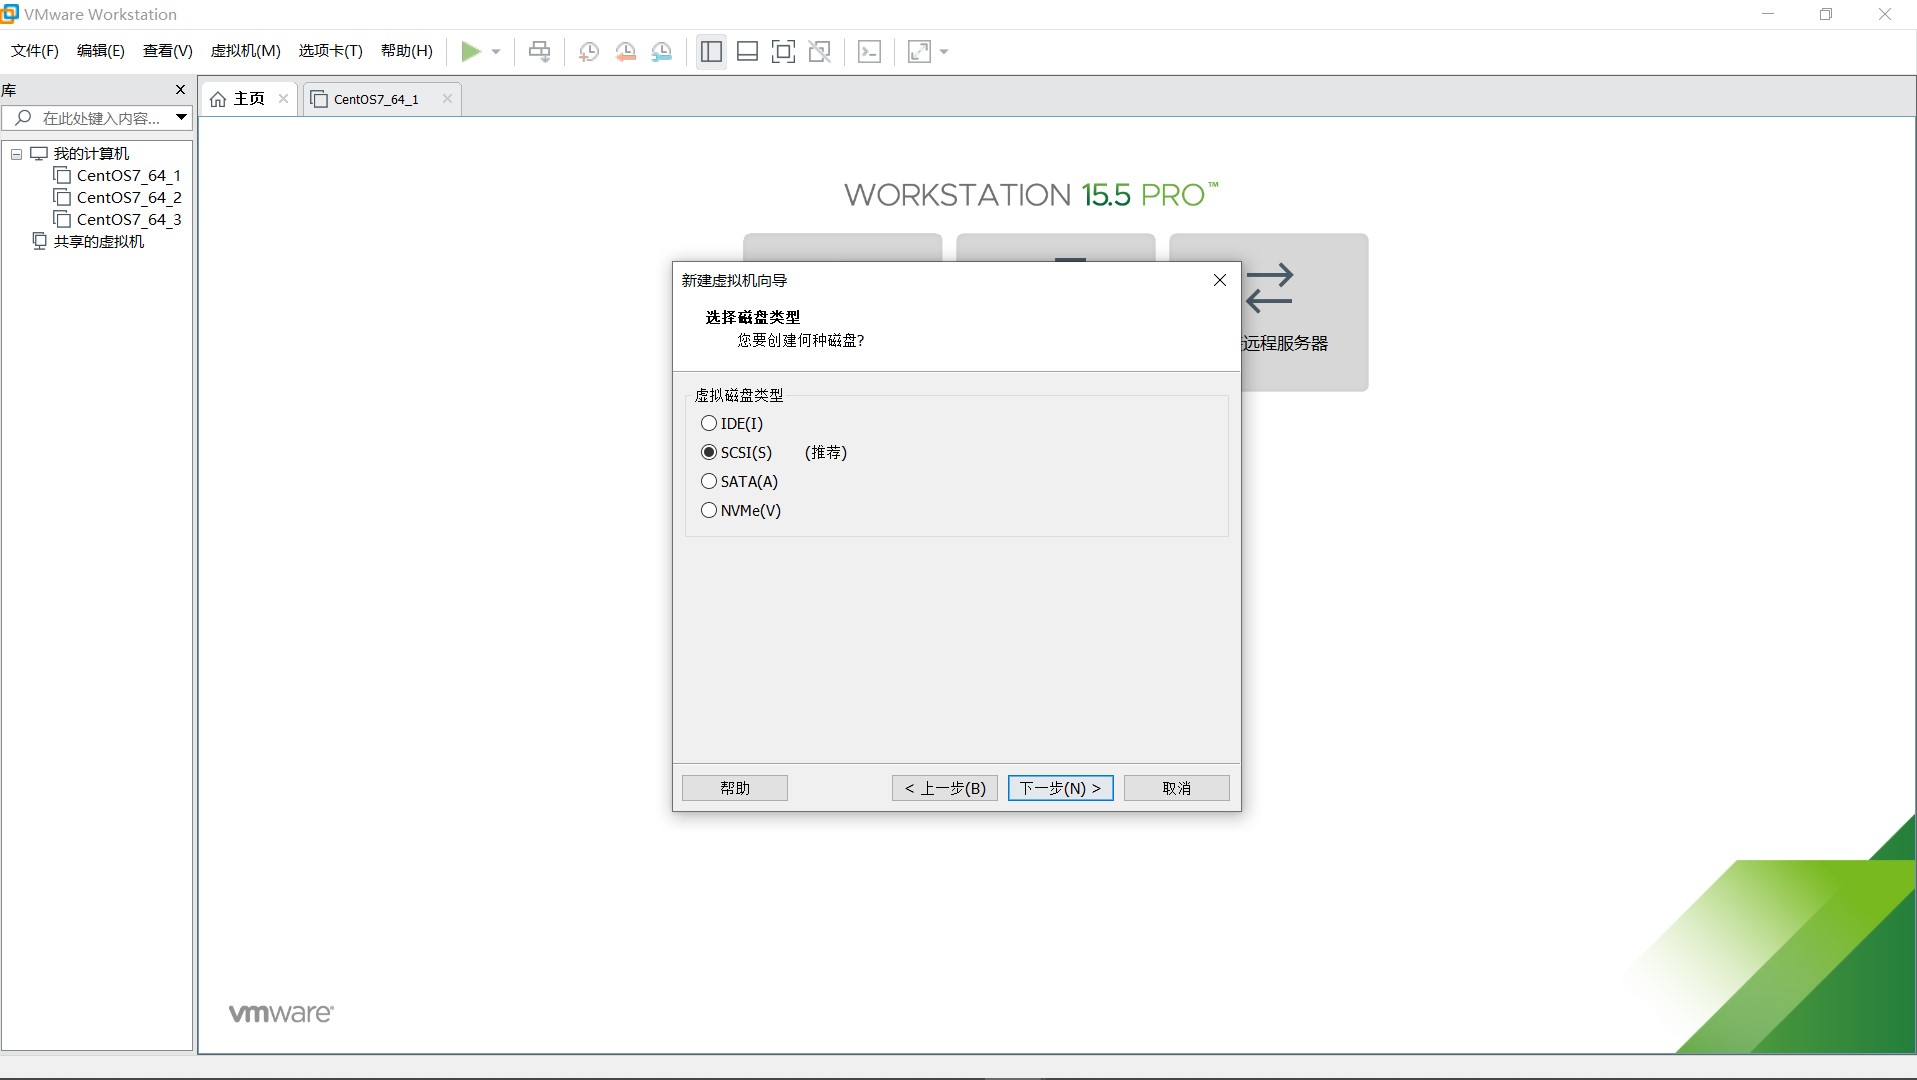 VMware Workstation
文件(F) 编辑(E) 查看(V) 虚拟机(M) 选项卡(T) 帮助(H)
库
主页
CentOS7_64_1
在此处键入内容...
我的计算机
CentOS7_64_1
CentOS7_64_2
CentOS7_64_3
共享的虚拟机
WORKSTATION 15.5 PRO™
远程服务器
新建虚拟机向导
选择磁盘类型
您要创建何种磁盘?
虚拟磁盘类型
IDE(I)
SCSI(S) (推荐)
SATA(A)
NVMe(V)
帮助
< 上一步(B)
下一步(N) >
取消
vmware®